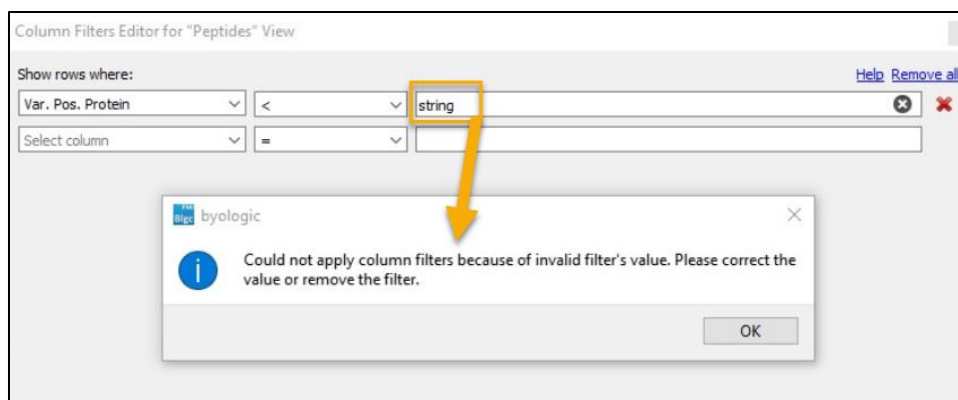 Column Filters Editor for "Peptides" View
Show rows where:
Help Remove all
Var. Pos. Protein < string
Select column =
byologic
Could not apply column filters because of invalid filter's value. Please correct the
value or remove the filter.
OK